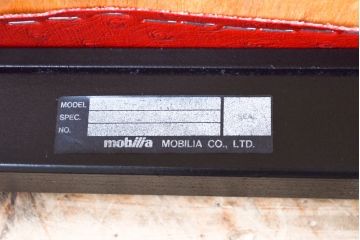 MODEL
SPEC.
NO.
SEAL
mobilia MOBILIA CO., LTD.